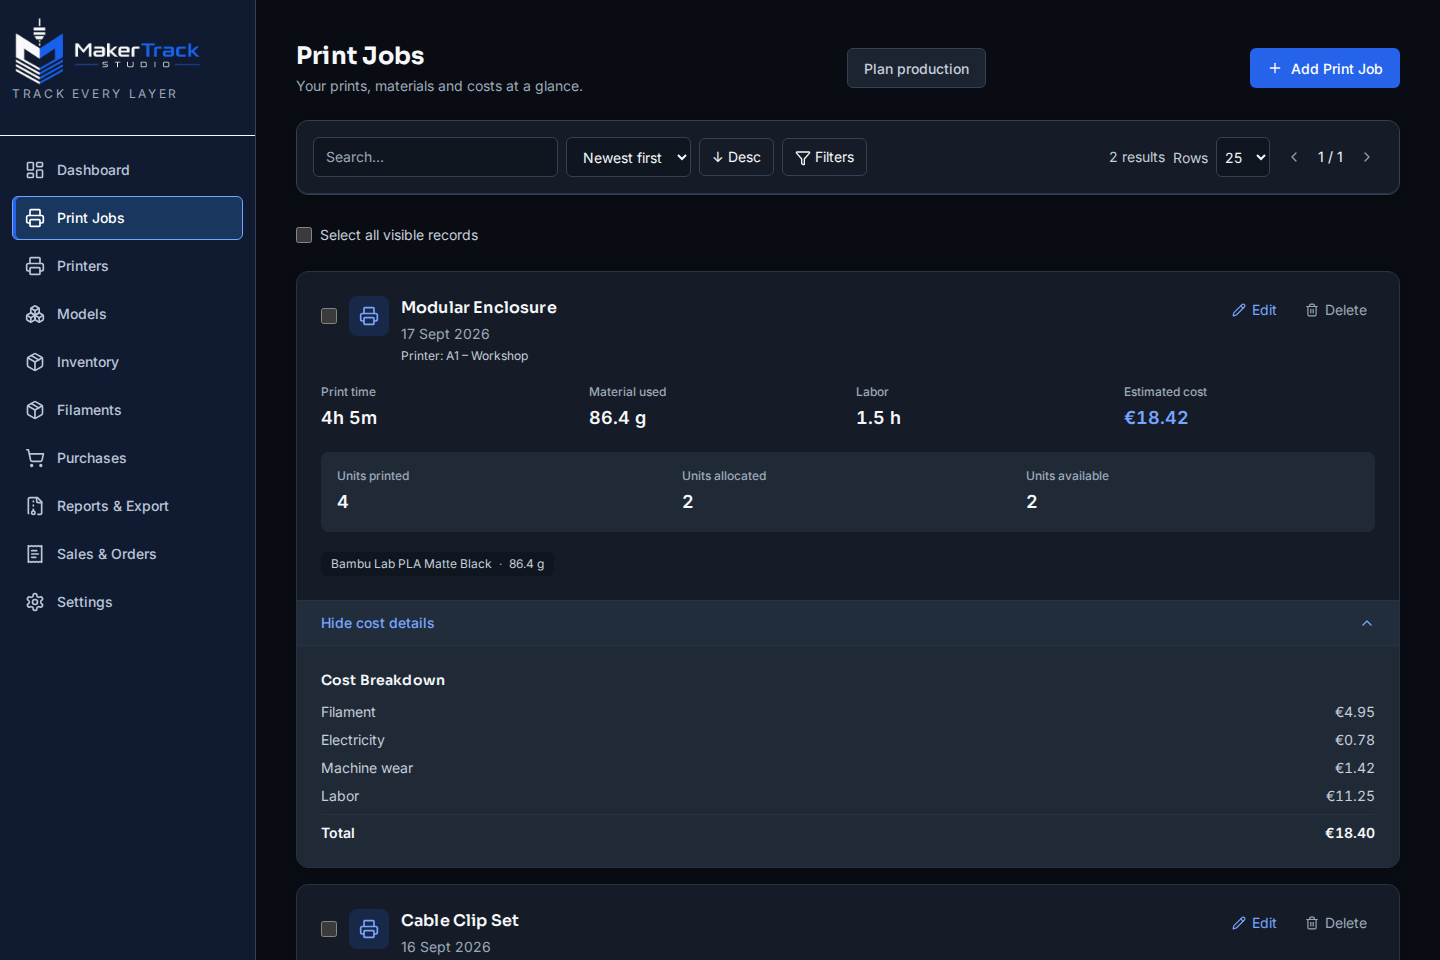 MakerTrack
STUDIO
TRACK EVERY LAYER
Dashboard
Print Jobs
Printers
Models
Inventory
Filaments
Purchases
Reports & Export
Sales & Orders
Settings
Print Jobs
Your prints, materials and costs at a glance.
Plan production
+ Add Print Job
Search...
Newest first
↓ Desc
Filters
2 results Rows 25
1 / 1
Select all visible records
Modular Enclosure
17 Sept 2026
Printer: A1 – Workshop
Edit
Delete
Print time
4h 5m
Material used
86.4 g
Labor
1.5 h
Estimated cost
€18.42
Units printed
4
Units allocated
2
Units available
2
Bambu Lab PLA Matte Black · 86.4 g
Hide cost details
Cost Breakdown
Filament €4.95
Electricity €0.78
Machine wear €1.42
Labor €11.25
Total €18.40
Cable Clip Set
16 Sept 2026
Edit
Delete